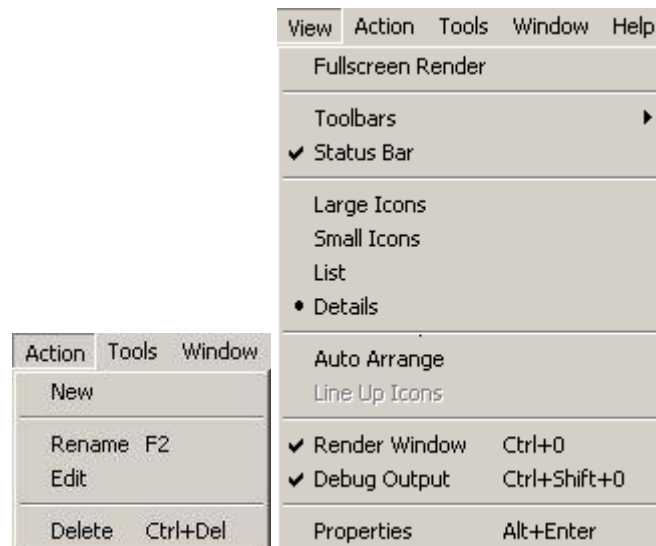 View Action Tools Window Help
Fullscreen Render
Toolbars
Status Bar
Large Icons
Small Icons
List
Details
Auto Arrange
Line Up Icons
Render Window Ctrl+0
Debug Output Ctrl+Shift+0
Properties Alt+Enter
Action Tools Window
New
Rename F2
Edit
Delete Ctrl+Del